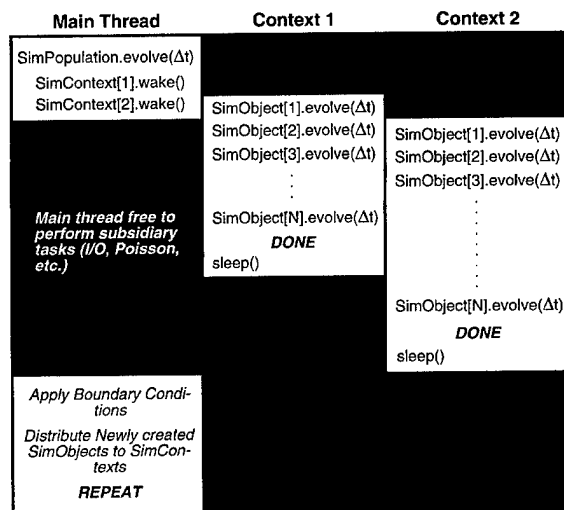 Main Thread
Context 1
Context 2
SimPopulation.evolve(Δt)
SimContext[1].wake()
SimContext[2].wake()
Main thread free to
perform subsidiary
tasks (I/O, Poisson,
etc.)
Apply Boundary Condi-
tions
Distribute Newly created
SimObjects to SimCon-
texts
REPEAT
SimObject[1].evolve(Δt)
SimObject[2].evolve(Δt)
SimObject[3].evolve(Δt)
.
.
.
SimObject[N].evolve(Δt)
DONE
sleep()
SimObject[1].evolve(Δt)
SimObject[2].evolve(Δt)
SimObject[3].evolve(Δt)
.
.
.
.
.
.
SimObject[N].evolve(Δt)
DONE
sleep()